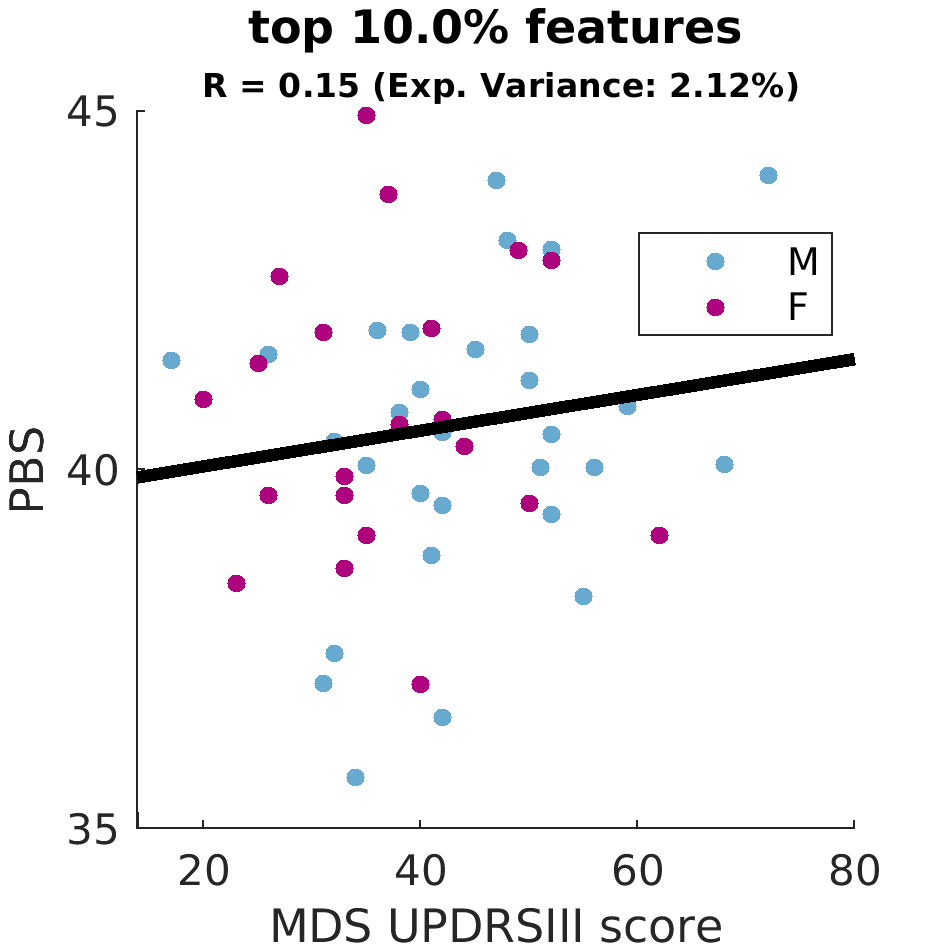 top 10.0% features
R = 0.15 (Exp. Variance: 2.12%)
45
M
F
40
PBS
35
20 40 60 80
MDS UPDRSIII score